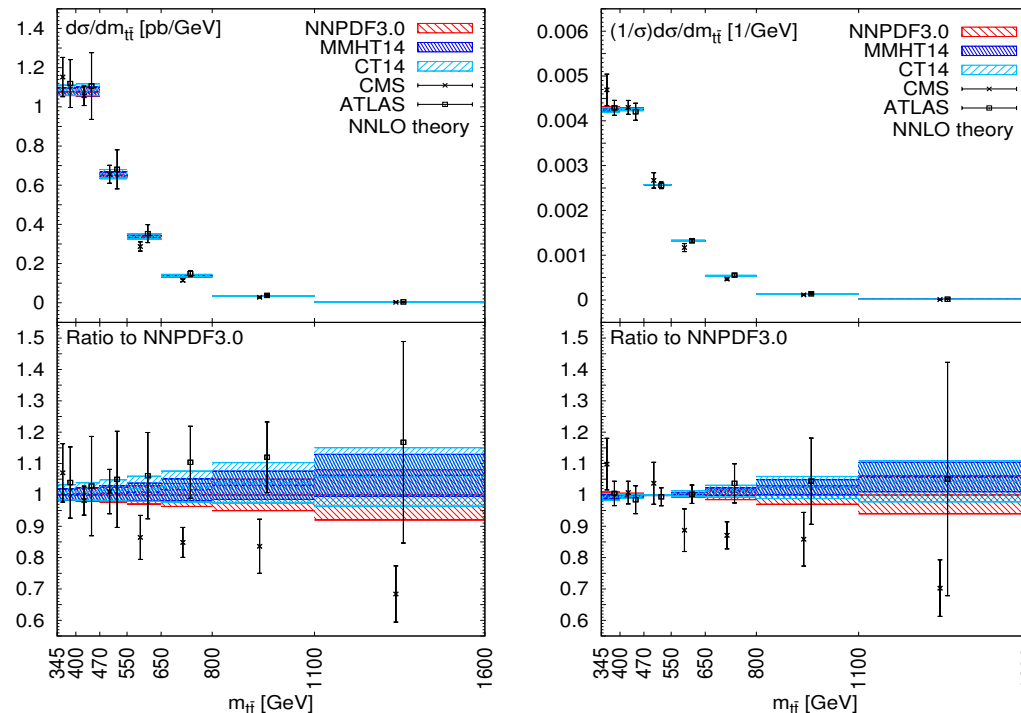 dσ/dm_tt̄ [pb/GeV]
NNPDF3.0
MMHT14
CT14
CMS
ATLAS
NNLO theory
1.4
1.2
1
0.8
0.6
0.4
0.2
0
Ratio to NNPDF3.0
1.5
1.4
1.3
1.2
1.1
1
0.9
0.8
0.7
0.6
345
400
470
550
650
800
1100
1600
m_tt̄ [GeV]
(1/σ)dσ/dm_tt̄ [1/GeV]
NNPDF3.0
MMHT14
CT14
CMS
ATLAS
NNLO theory
0.006
0.005
0.004
0.003
0.002
0.001
0
Ratio to NNPDF3.0
1.5
1.4
1.3
1.2
1.1
1
0.9
0.8
0.7
0.6
345
400
470
550
650
800
1100
m_tt̄ [GeV]